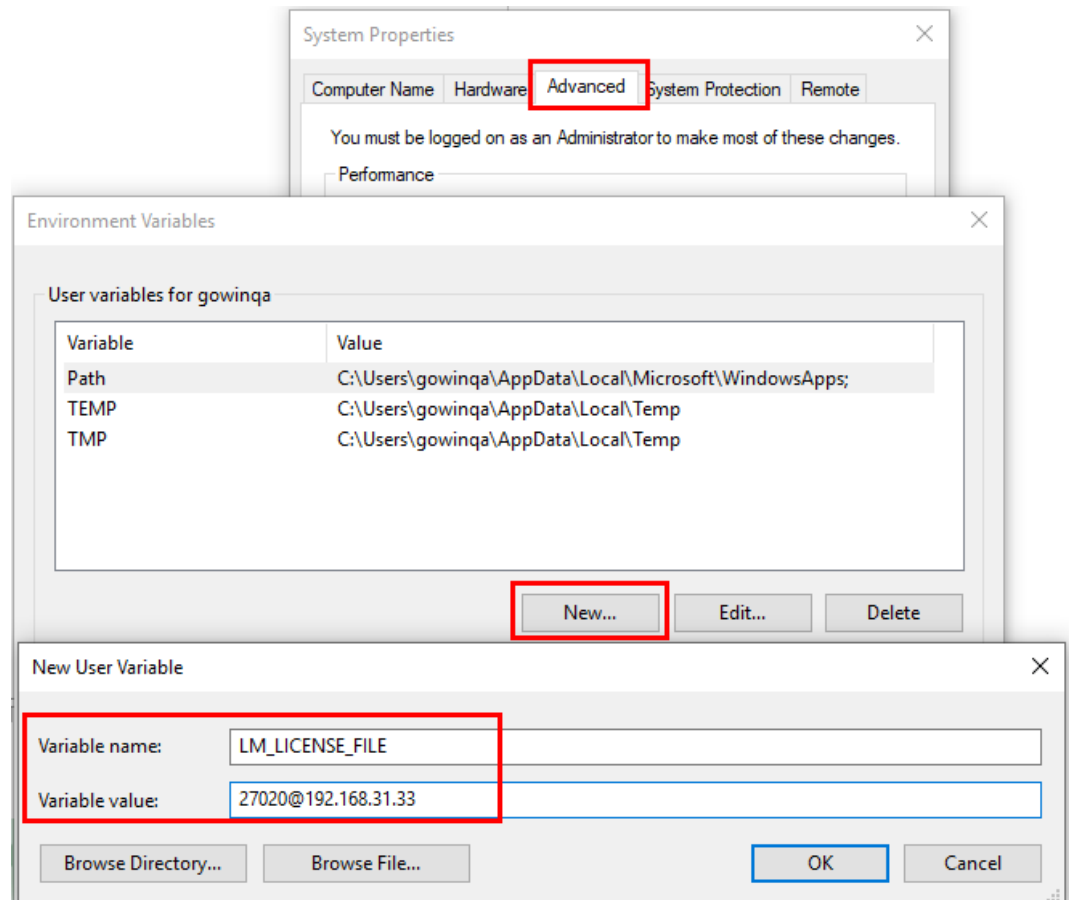 System Properties
Computer Name Hardware Advanced System Protection Remote
You must be logged on as an Administrator to make most of these changes.
Performance
Environment Variables
User variables for gowinqa
Variable Value
Path C:\Users\gowinqa\AppData\Local\Microsoft\WindowsApps;
TEMP C:\Users\gowinqa\AppData\Local\Temp
TMP C:\Users\gowinqa\AppData\Local\Temp
New... Edit... Delete
New User Variable
Variable name: LM_LICENSE_FILE
Variable value: 27020@192.168.31.33
Browse Directory... Browse File... OK Cancel